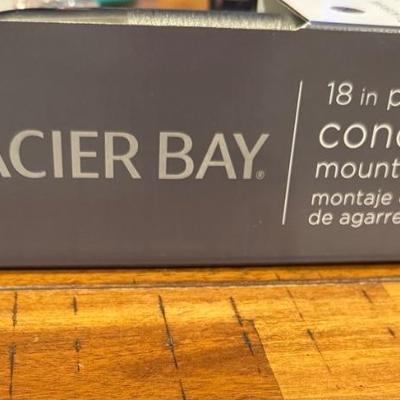 ACIER BAY®
18 in p
conc
mount
montaje
de agarre